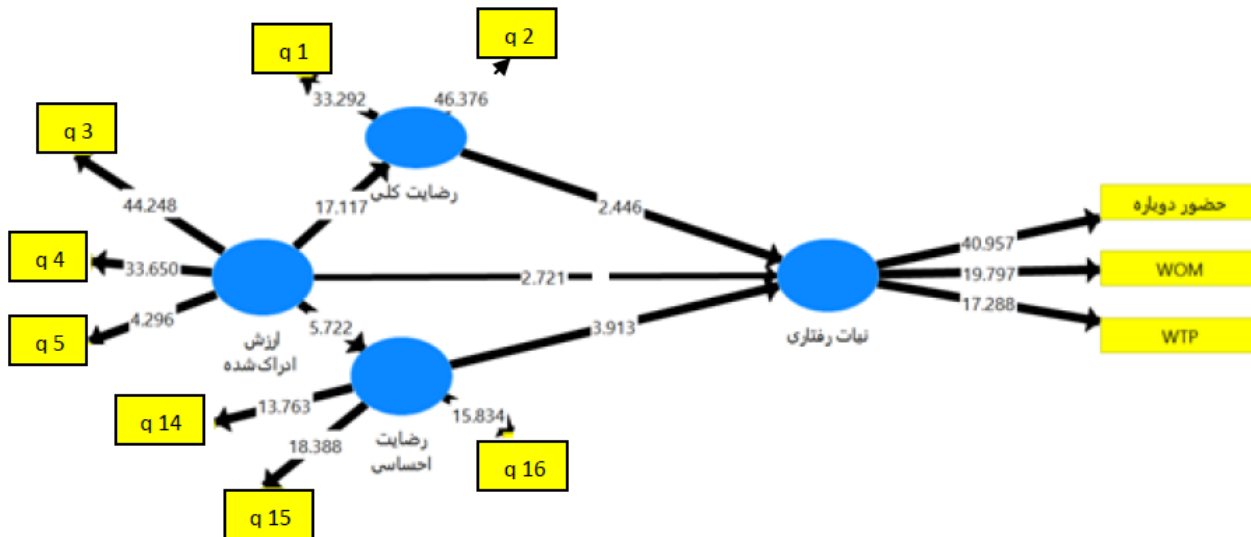 q 1
q 2
33.292
46.376
q 3
رضایت کلی
44.248
17.117
2.446
حضور دوباره
40.957
q 4
33.650
2.721
19.797
WOM
q 5
4.296
5.722
3.913
17.288
WTP
ارزش
ادراک‌شده
نیات رفتاری
q 14
13.763
15.834
18.388
رضایت
احساسی
q 16
q 15